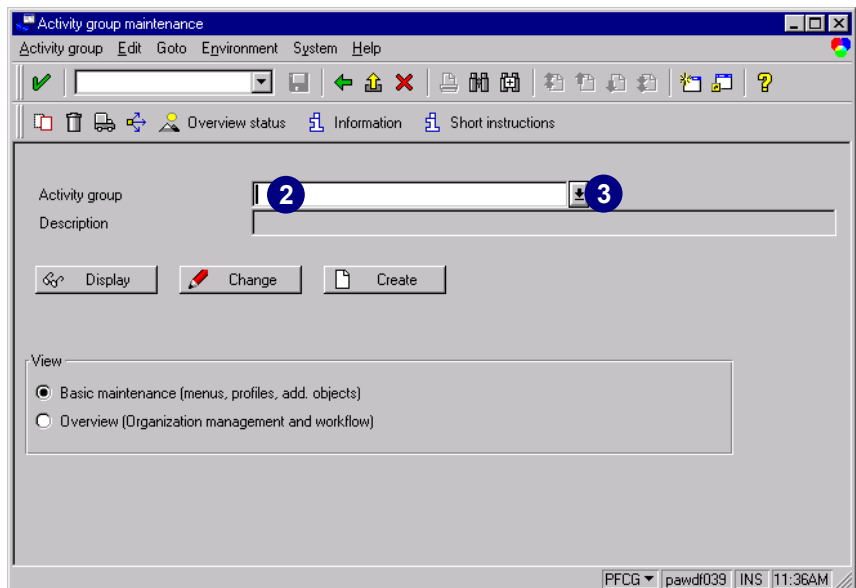 Activity group maintenance
Activity group Edit Goto Environment System Help
Overview status Information Short instructions
Activity group 2 3
Description
Display Change Create
View
Basic maintenance (menus, profiles, add. objects)
Overview (Organization management and workflow)
PFCG pawdf039 INS 11:36AM